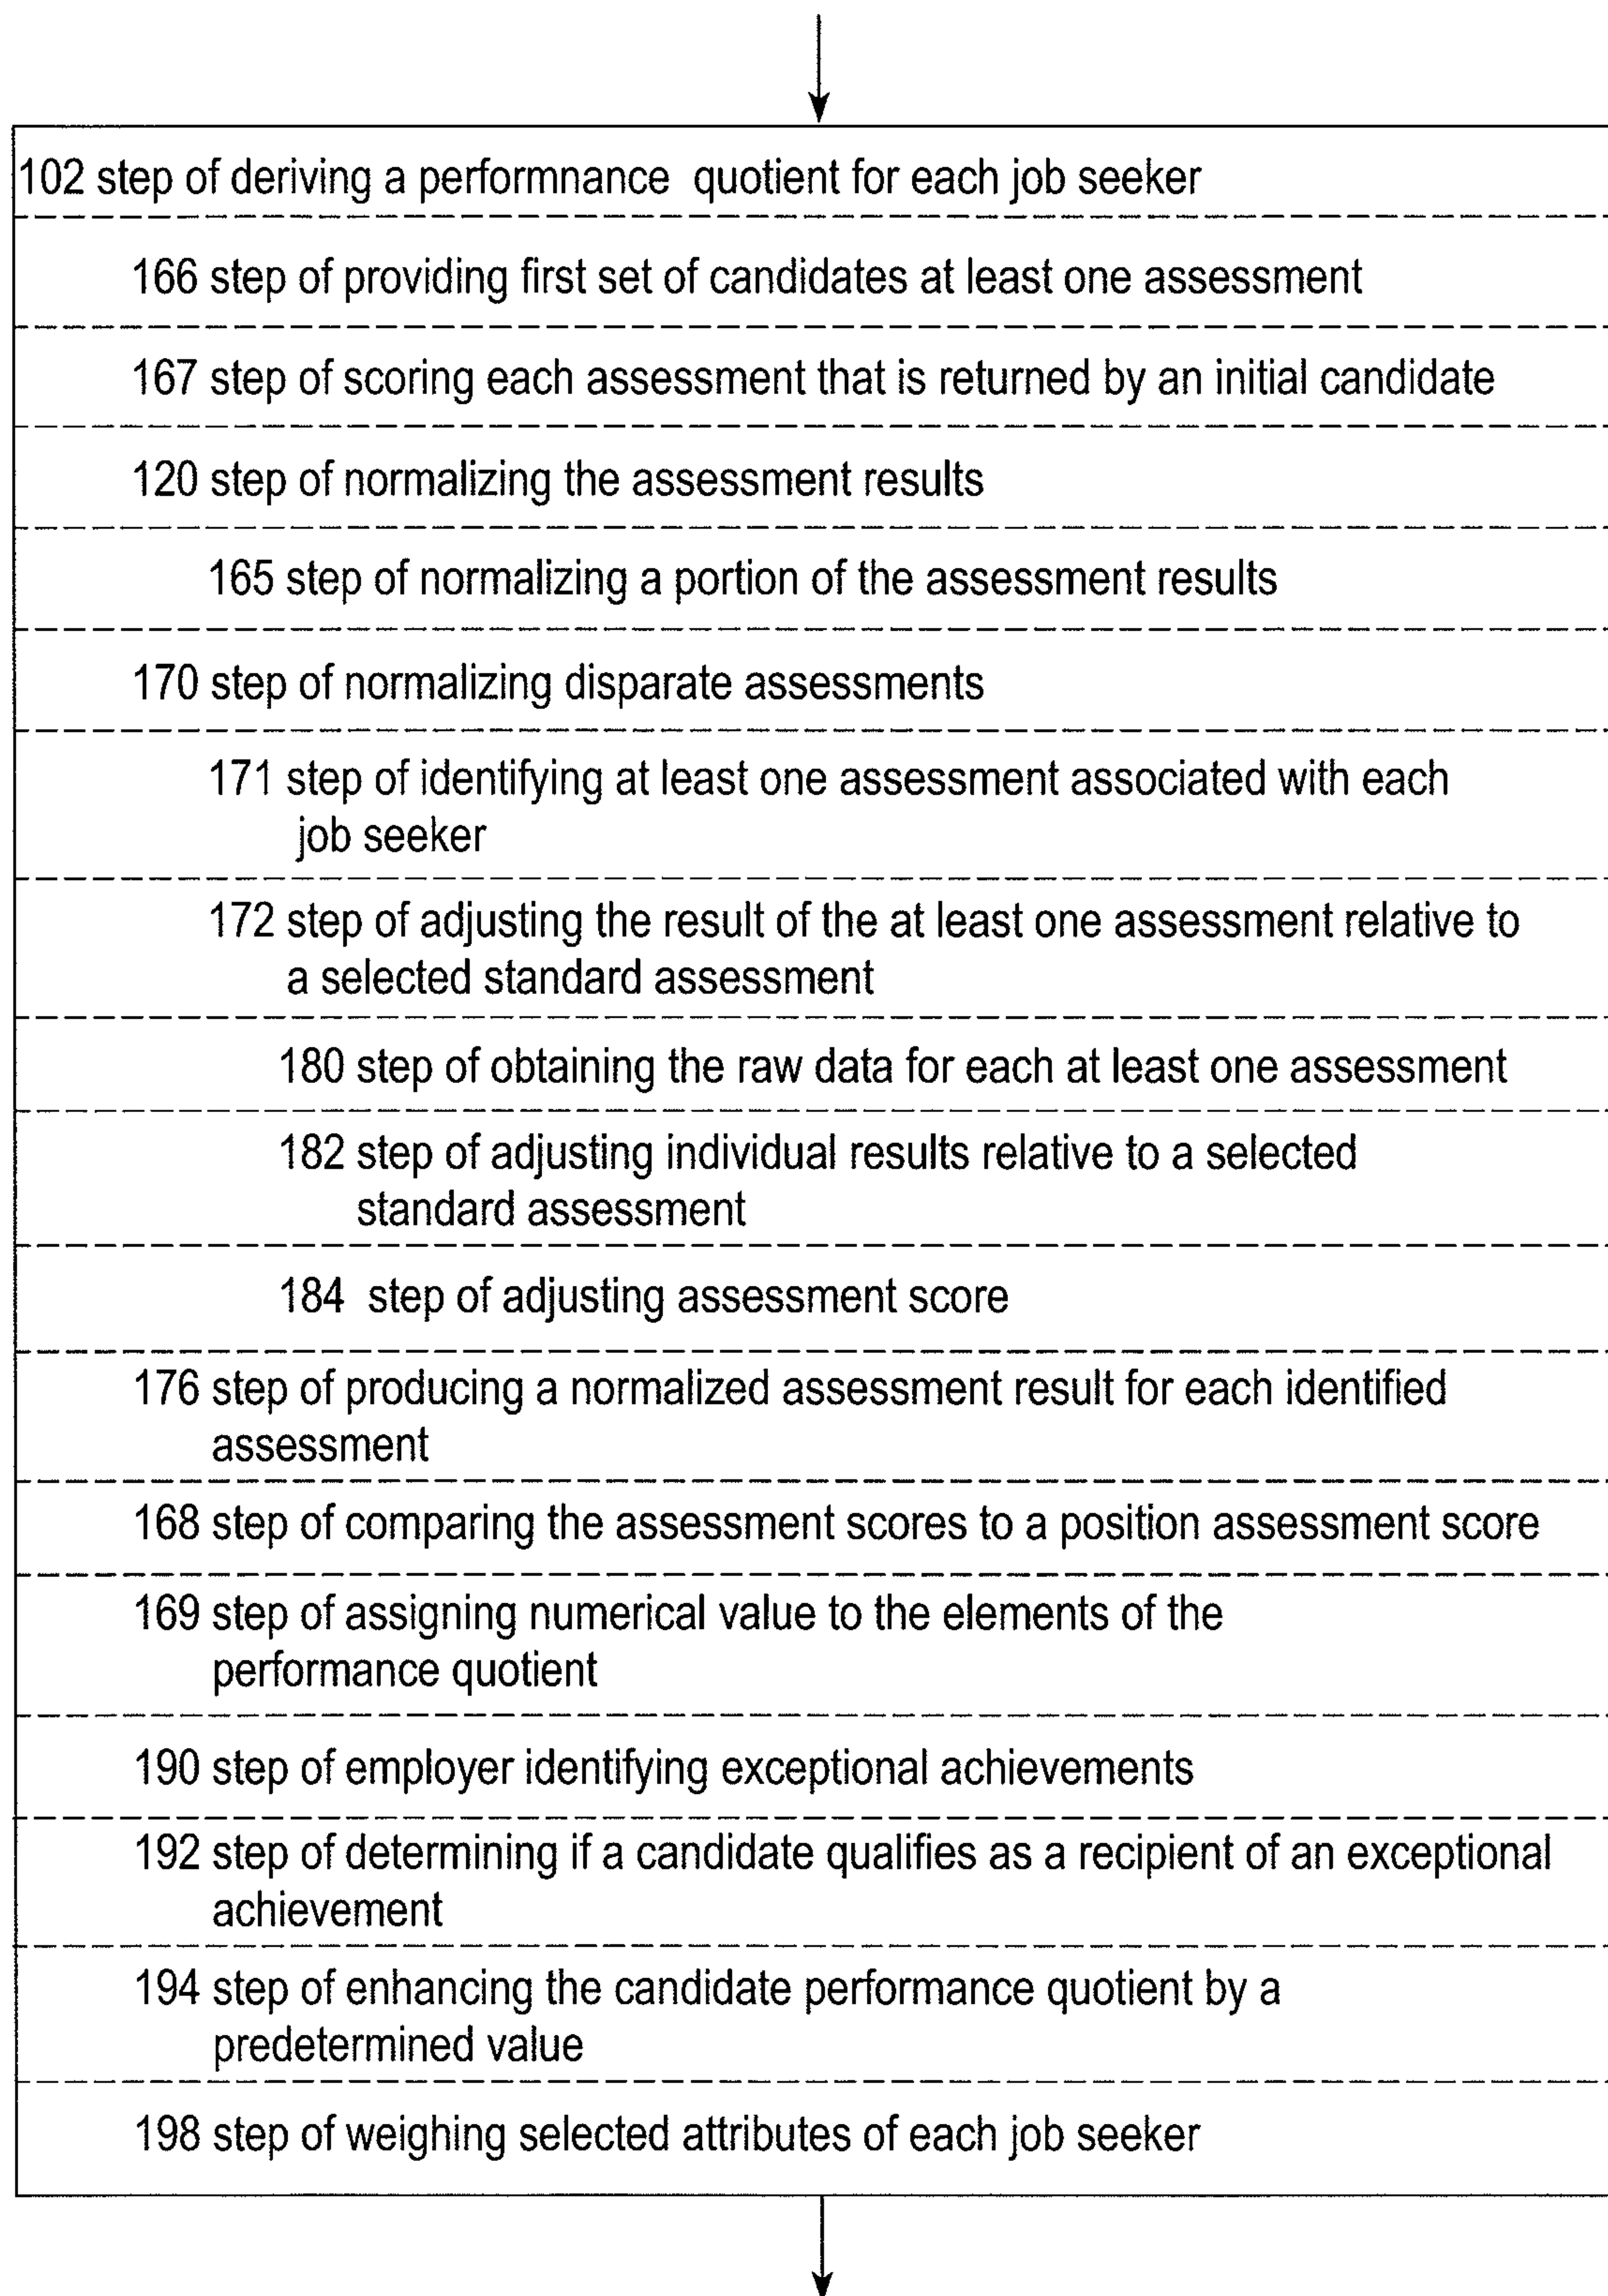 102 step of deriving a performnance quotient for each job seeker
166 step of providing first set of candidates at least one assessment
167 step of scoring each assessment that is returned by an initial candidate
120 step of normalizing the assessment results
165 step of normalizing a portion of the assessment results
170 step of normalizing disparate assessments
171 step of identifying at least one assessment associated with each
job seeker
172 step of adjusting the result of the at least one assessment relative to
a selected standard assessment
180 step of obtaining the raw data for each at least one assessment
182 step of adjusting individual results relative to a selected
standard assessment
184 step of adjusting assessment score
176 step of producing a normalized assessment result for each identified
assessment
168 step of comparing the assessment scores to a position assessment score
169 step of assigning numerical value to the elements of the
performance quotient
190 step of employer identifying exceptional achievements
192 step of determining if a candidate qualifies as a recipient of an exceptional
achievement
194 step of enhancing the candidate performance quotient by a
predetermined value
198 step of weighing selected attributes of each job seeker